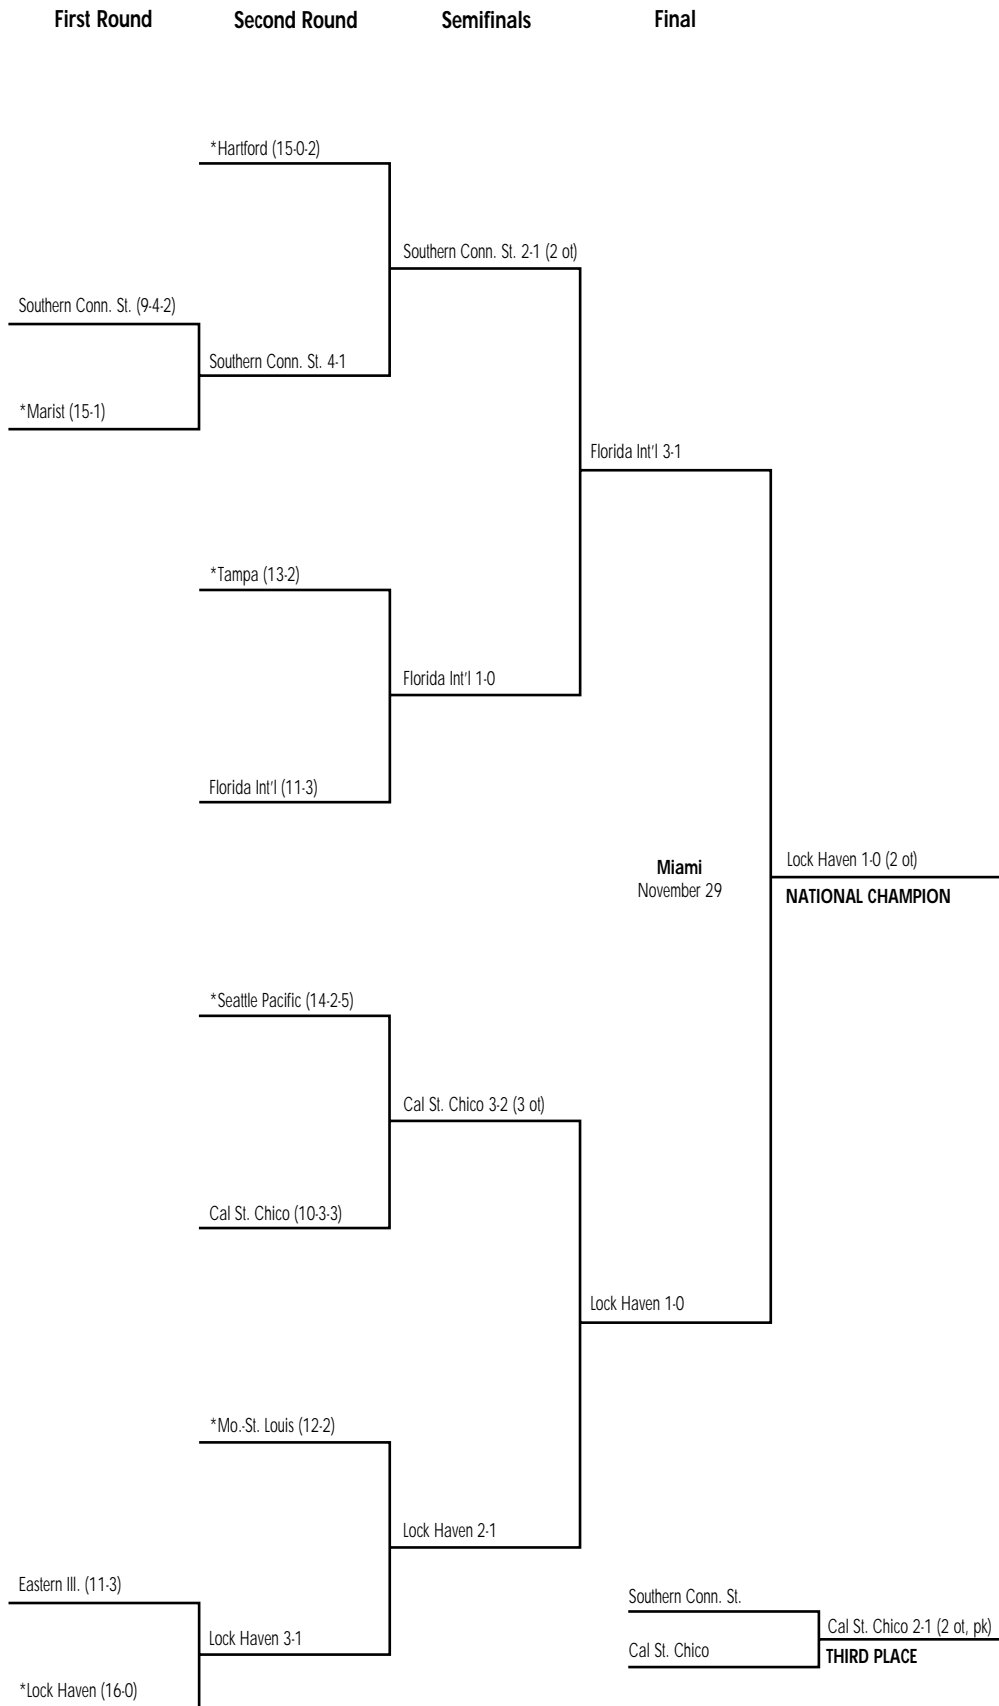 First Round
Second Round
Semifinals
Final
*Hartford (15-0-2)
Southern Conn. St. 2-1 (2 ot)
Southern Conn. St. (9-4-2)
Southern Conn. St. 4-1
*Marist (15-1)
Florida Int'l 3-1
*Tampa (13-2)
Florida Int'l 1-0
Florida Int'l (11-3)
Miami
November 29
Lock Haven 1-0 (2 ot)
NATIONAL CHAMPION
*Seattle Pacific (14-2-5)
Cal St. Chico 3-2 (3 ot)
Cal St. Chico (10-3-3)
Lock Haven 1-0
*Mo.-St. Louis (12-2)
Lock Haven 2-1
Eastern Ill. (11-3)
Lock Haven 3-1
*Lock Haven (16-0)
Southern Conn. St.
Cal St. Chico
Cal St. Chico 2-1 (2 ot, pk)
THIRD PLACE